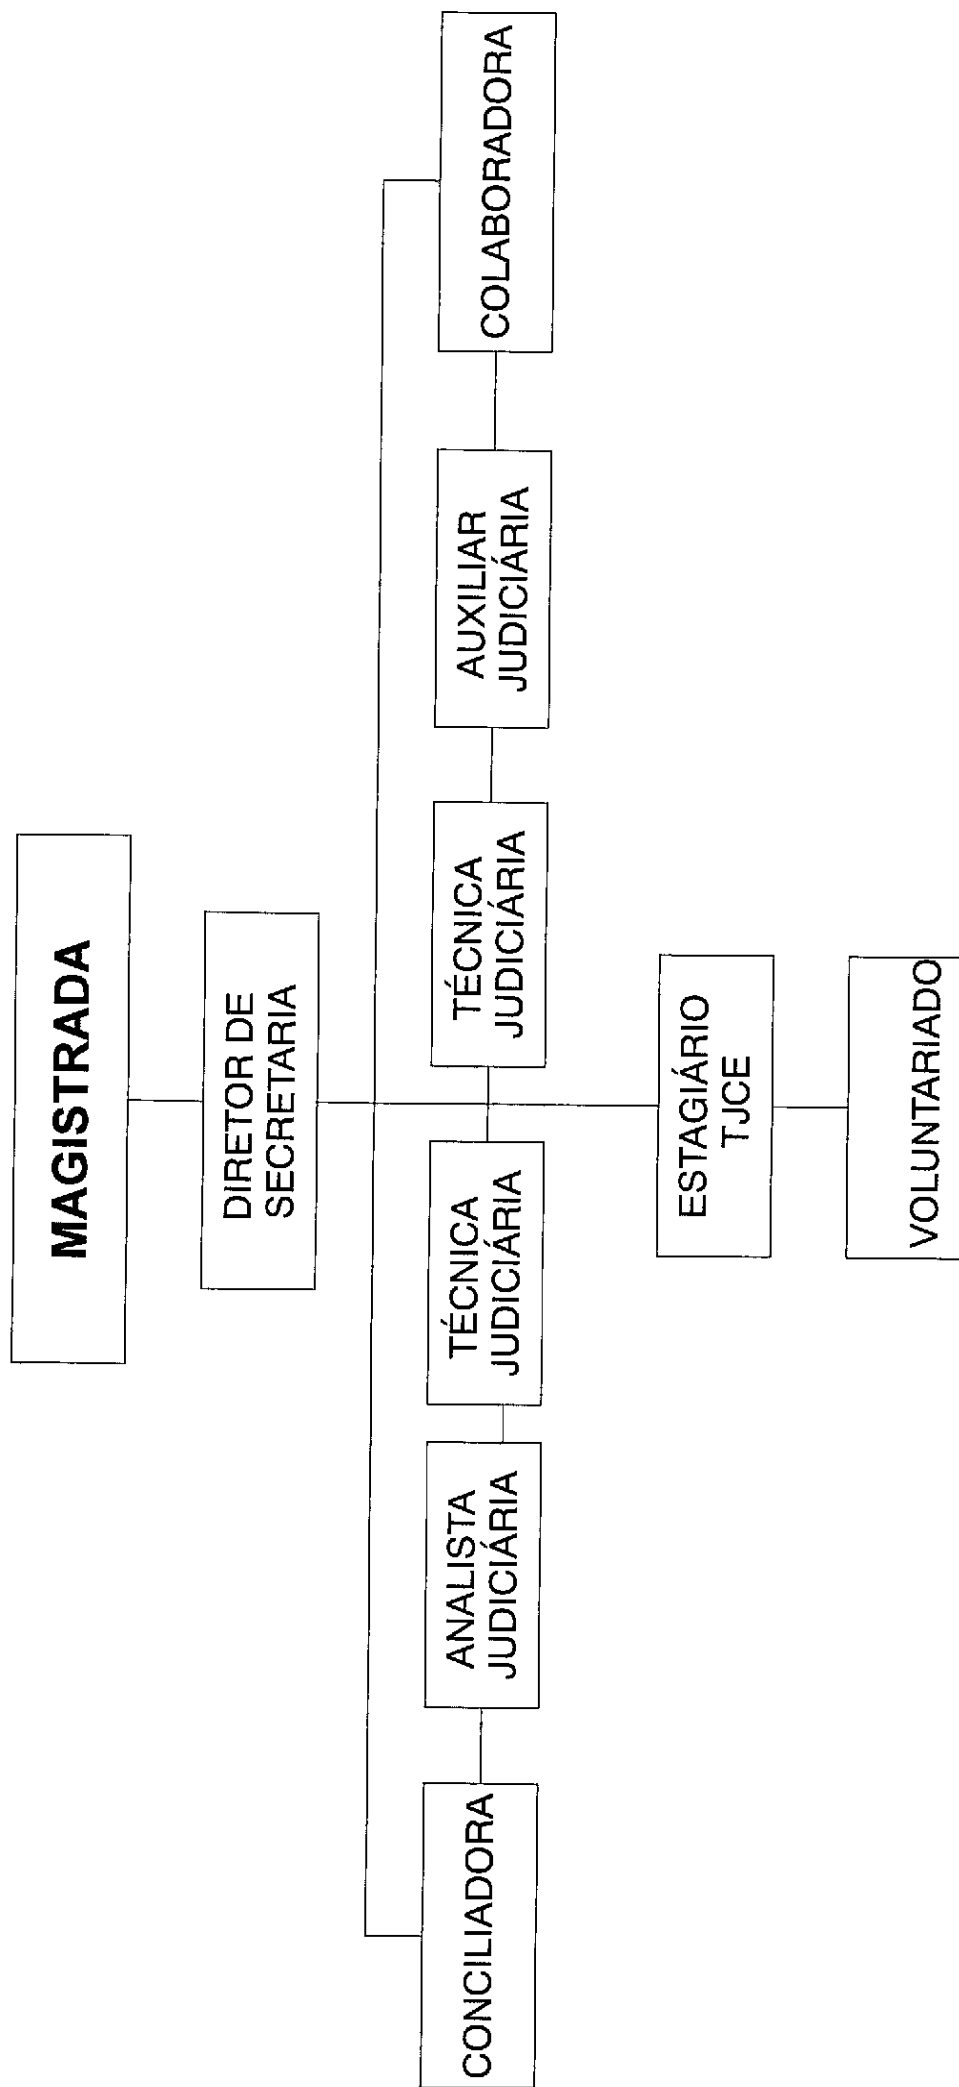 MAGISTRADA
DIRETOR DE
SECRETARIA
CONCILIADORA
ANALISTA
JUDICIÁRIA
TÉCNICA
JUDICIÁRIA
TÉCNICA
JUDICIÁRIA
AUXILIAR
JUDICIÁRIA
COLABORADORA
ESTAGIÁRIO
TJCE
VOLUNTARIADO